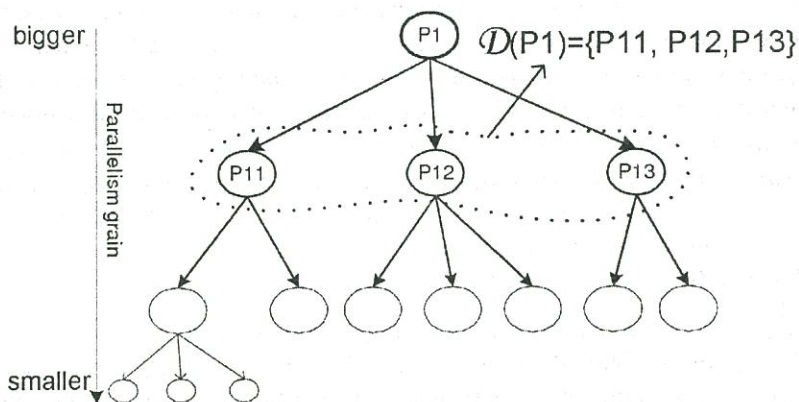 bigger
P1
𝒟(P1)={P11, P12,P13}
Parallelism grain
P11
P12
P13
smaller